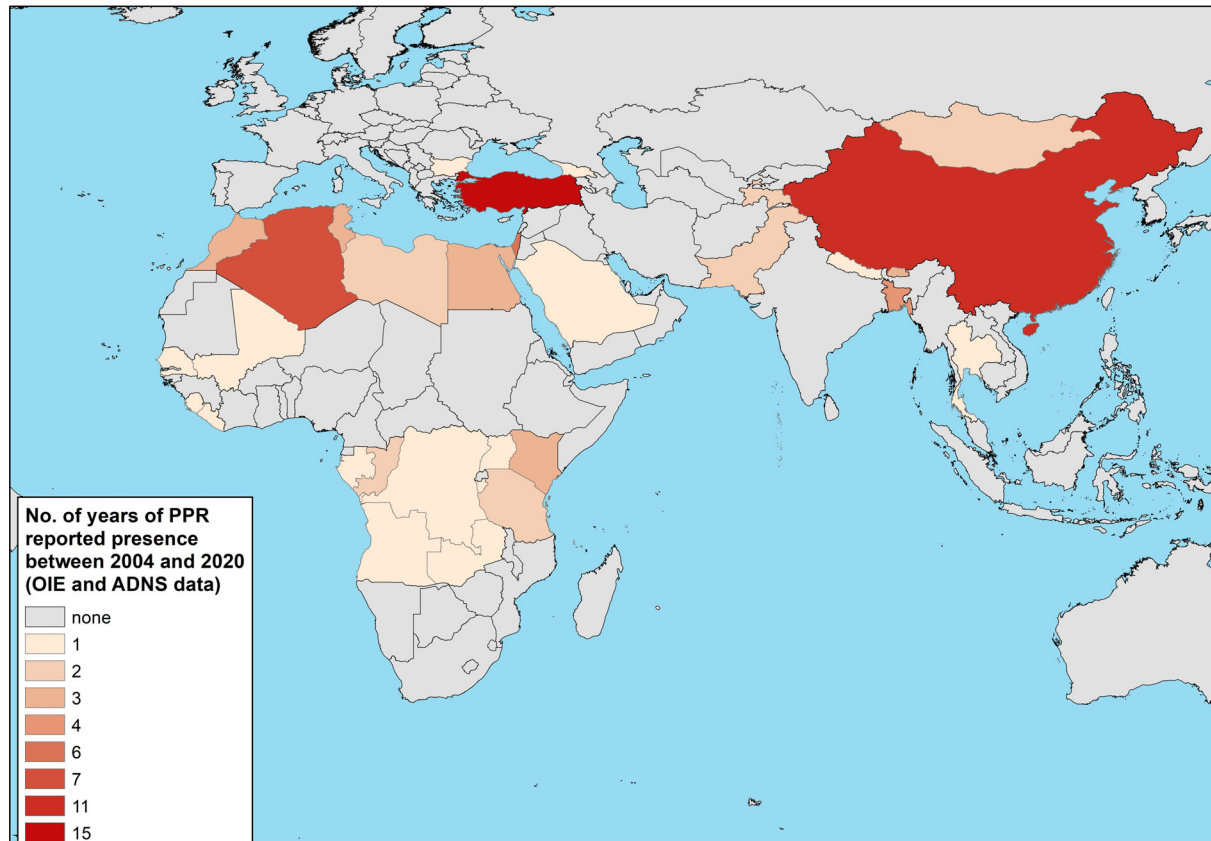 No. of years of PPR
reported presence
between 2004 and 2020
(OIE and ADNS data)
none
1
2
3
4
6
7
11
15